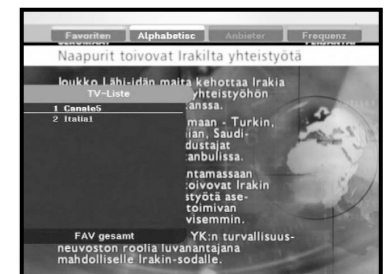 Favoriten Alphabetisc Anbieter Frequenz
Naapurit toivovat Irakilta yhteistyötä
Joukko Lähi-idän maita kehottaa Irakia
yhteistyöhön
TV-Liste
anssa.
1 Canale5
2 Italia1
maan - Turkin,
nian, Saudi-
dustajat
tanbulissa.
ntamassaan
toivovat Irakin
styötä ase-
toimivan
visemmin.
FAV gesamt
YK:n turvallisuus-
neuvoston roolia luvanantajana
mahdolliselle Irakin-sodalle.